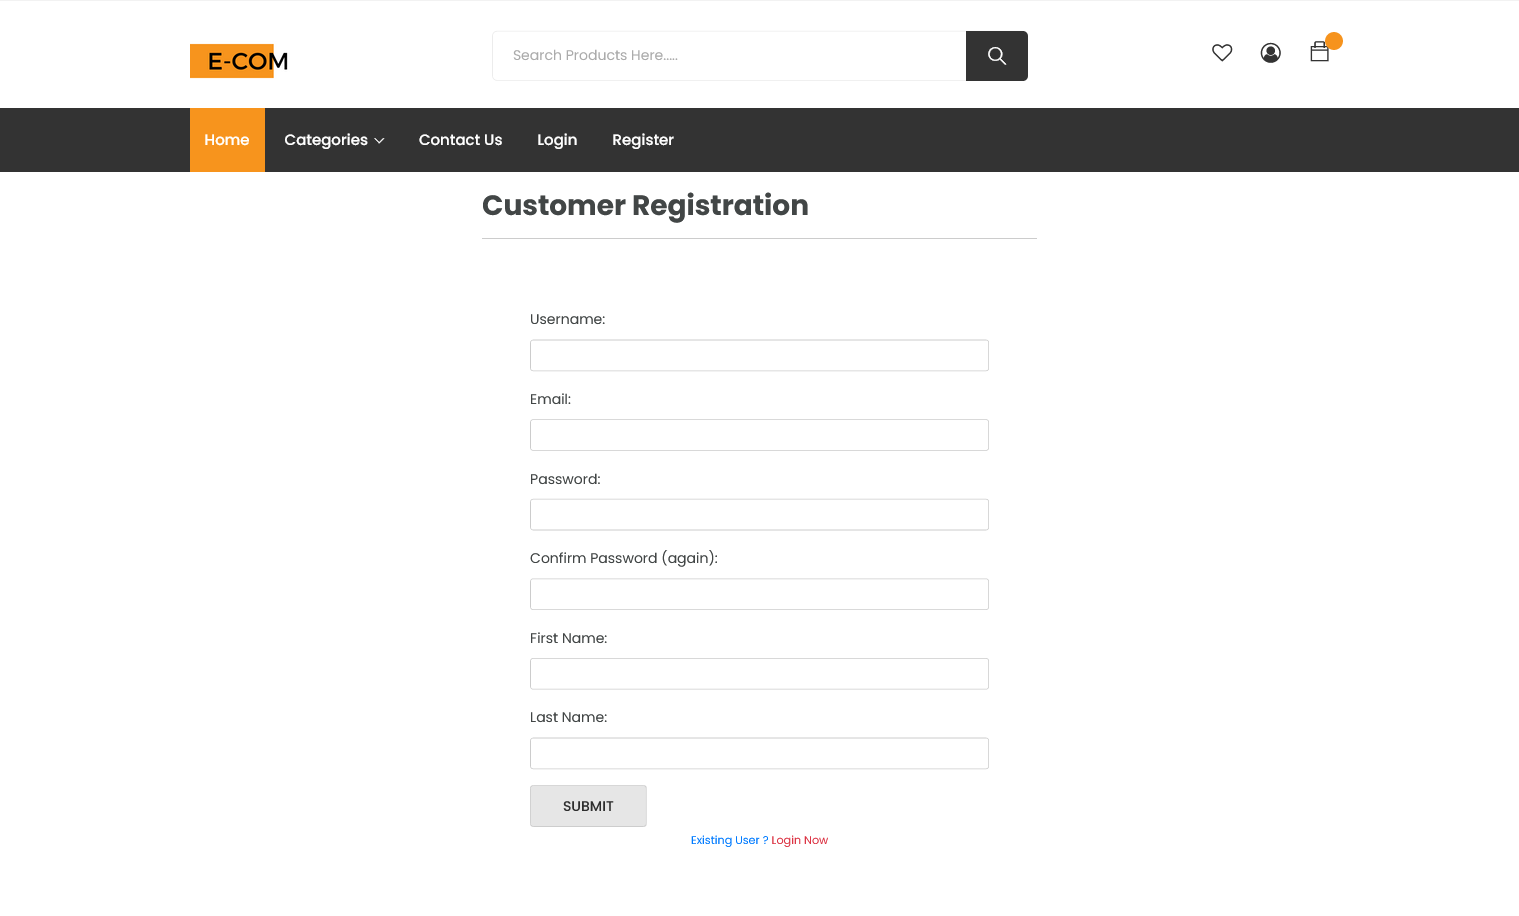 E-COM
Search Products Here.....
Home Categories Contact Us Login Register
Customer Registration
Username:
Email:
Password:
Confirm Password (again):
First Name:
Last Name:
SUBMIT
Existing User ? Login Now